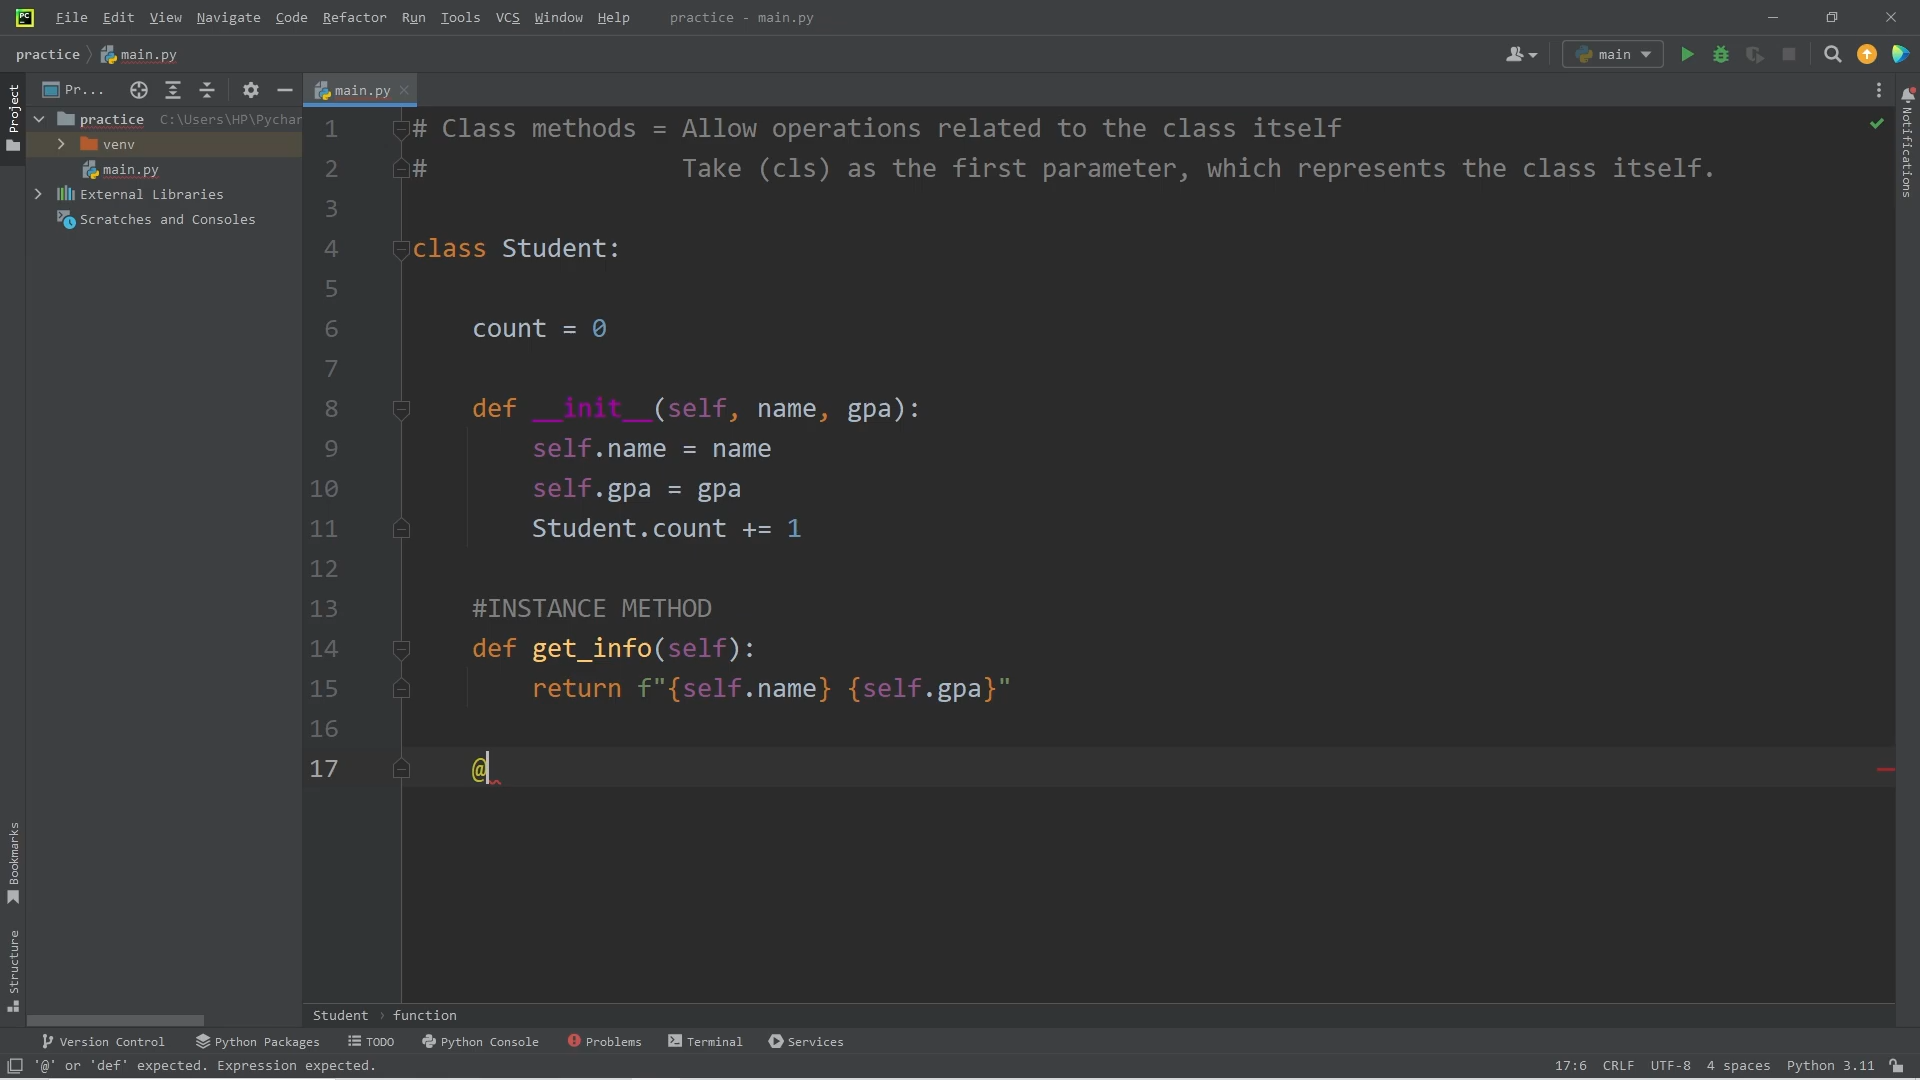 PC
File Edit View Navigate Code Refactor Run Tools VCS Window Help practice - main.py
practice main.py main
Project
Pr... main.py
practice C:\Users\HP\Pychar
venv
main.py
External Libraries
Scratches and Consoles
Notifications
1 # Class methods = Allow operations related to the class itself
2 # Take (cls) as the first parameter, which represents the class itself.
3
4 class Student:
5
6 count = 0
7
8 def __init__(self, name, gpa):
9 self.name = name
10 self.gpa = gpa
11 Student.count += 1
12
13 #INSTANCE METHOD
14 def get_info(self):
15 return f"{self.name} {self.gpa}"
16
17 @
Bookmarks
Structure
Student › function
Version Control Python Packages TODO Python Console Problems Terminal Services
'@' or 'def' expected. Expression expected. 17:6 CRLF UTF-8 4 spaces Python 3.11